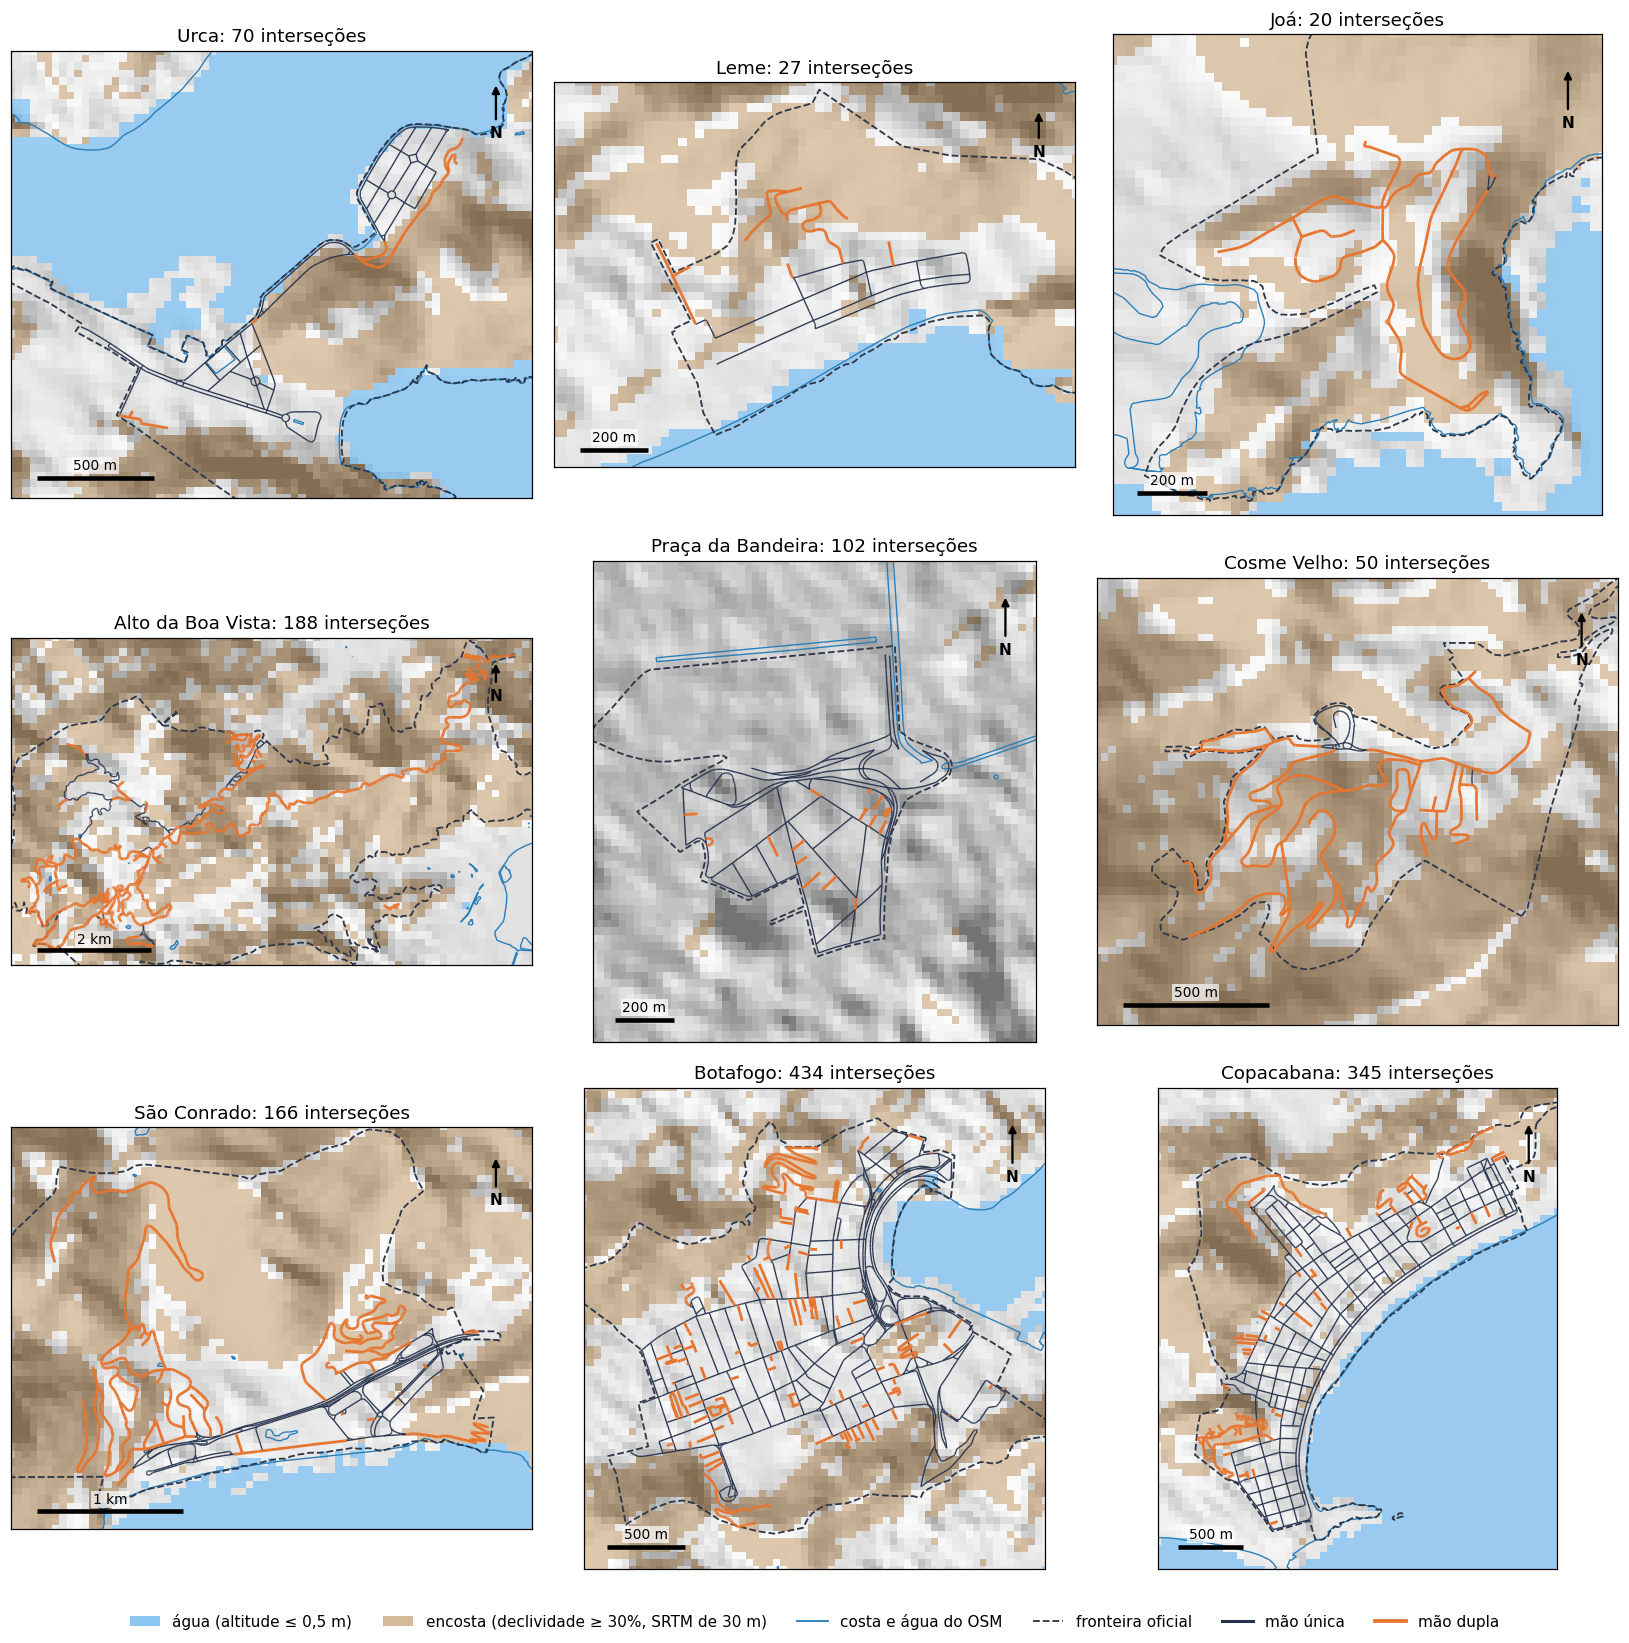 Urca: 70 interseções
N
500 m
Leme: 27 interseções
N
200 m
Joá: 20 interseções
N
200 m
Alto da Boa Vista: 188 interseções
N
2 km
Praça da Bandeira: 102 interseções
N
200 m
Cosme Velho: 50 interseções
N
500 m
São Conrado: 166 interseções
N
1 km
Botafogo: 434 interseções
N
500 m
Copacabana: 345 interseções
N
500 m
água (altitude ≤ 0,5 m)
encosta (declividade ≥ 30%, SRTM de 30 m)
costa e água do OSM
fronteira oficial
mão única
mão dupla